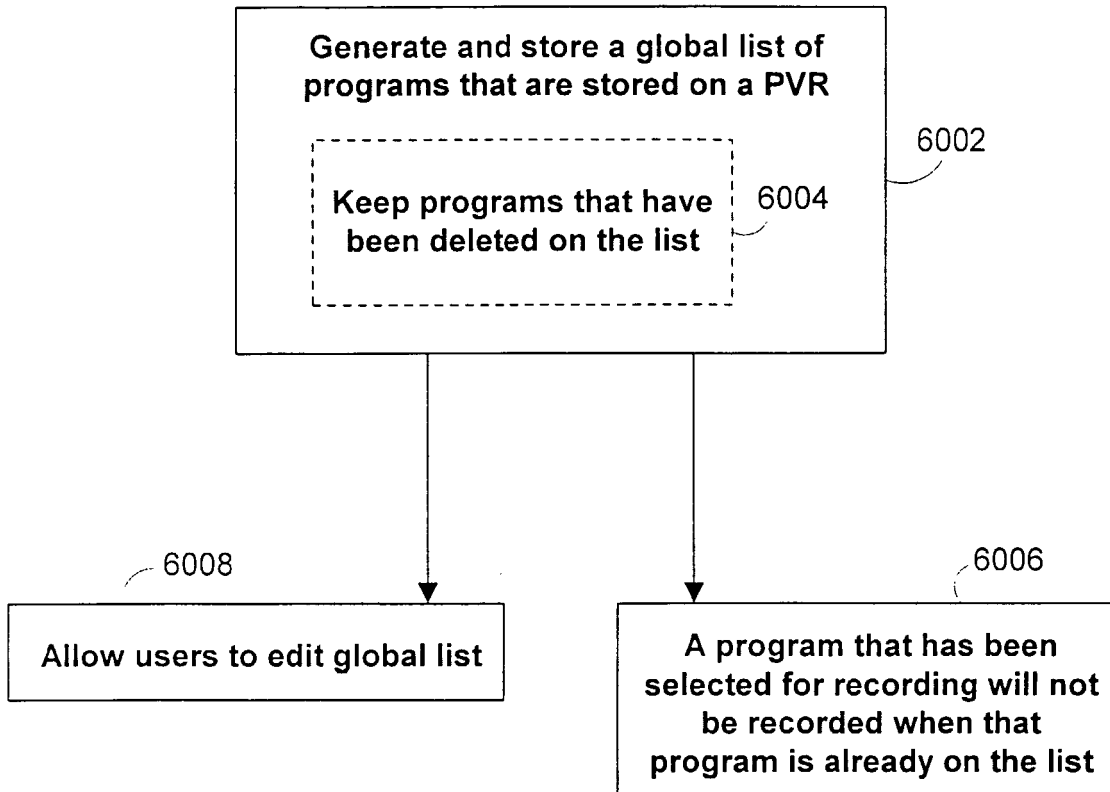 Generate and store a global list of
programs that are stored on a PVR
6002
Keep programs that have
been deleted on the list
6004
6008
Allow users to edit global list
6006
A program that has been
selected for recording will not
be recorded when that
program is already on the list